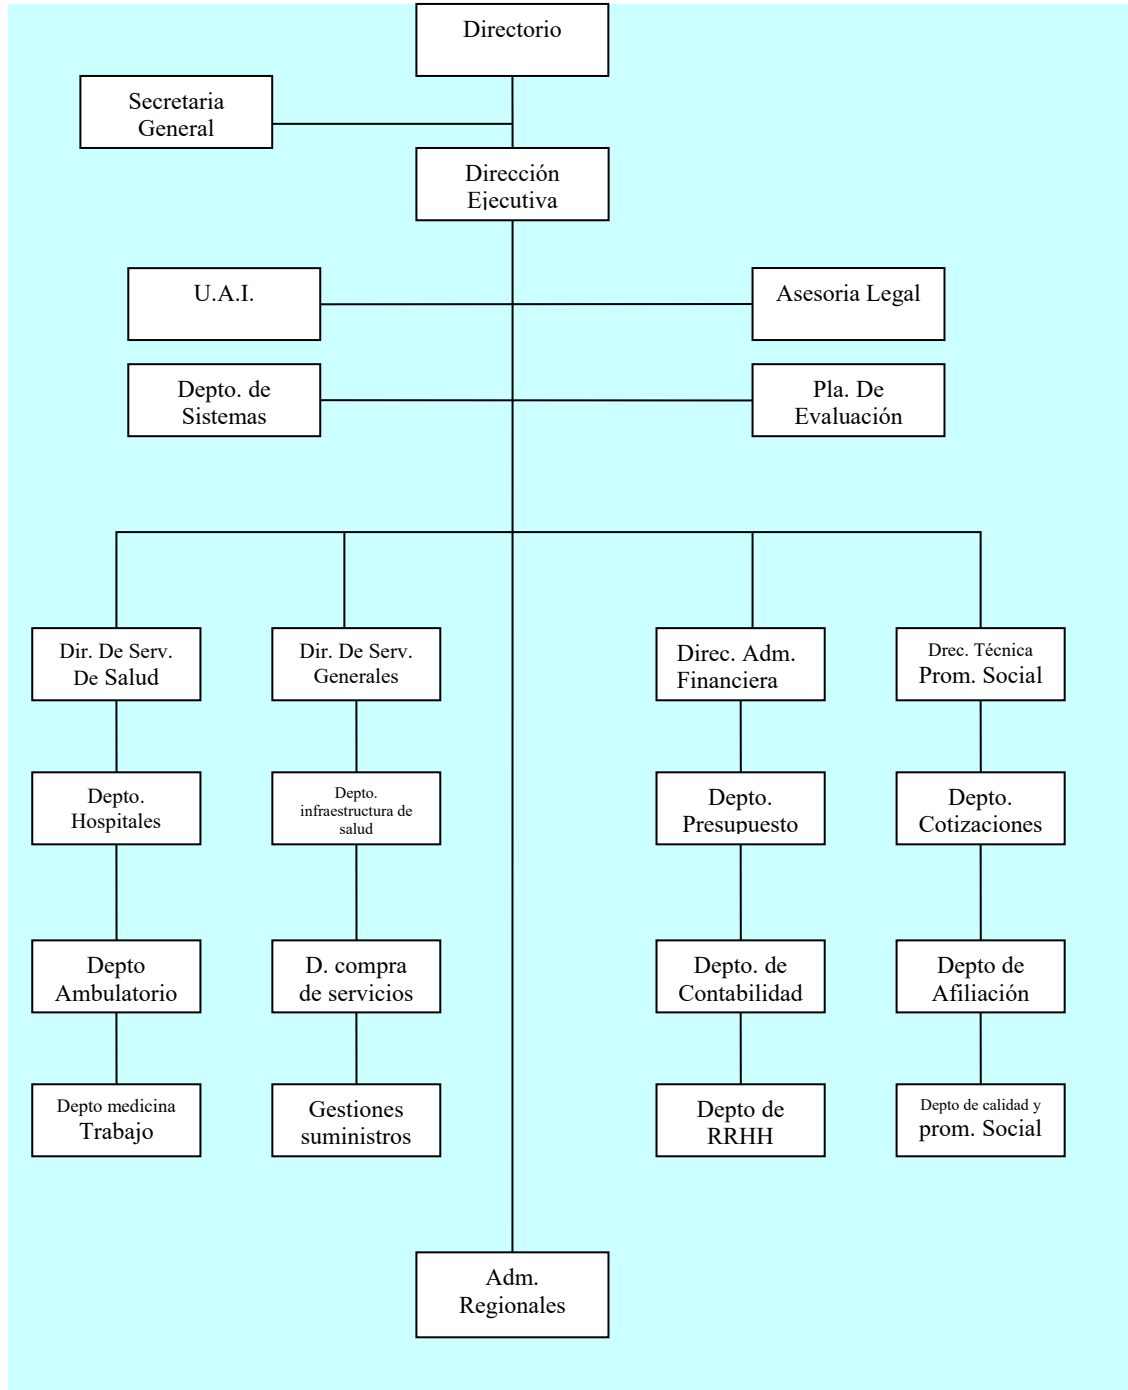 Directorio
Secretaria
General
Dirección
Ejecutiva
U.A.I.
Asesoria Legal
Depto. de
Sistemas
Pla. De
Evaluación
Dir. De Serv.
De Salud
Dir. De Serv.
Generales
Direc. Adm.
Financiera
Drec. Técnica
Prom. Social
Depto.
Hospitales
Depto.
infraestructura de
salud
Depto.
Presupuesto
Depto.
Cotizaciones
Depto
Ambulatorio
D. compra
de servicios
Depto. de
Contabilidad
Depto de
Afiliación
Depto medicina
Trabajo
Gestiones
suministros
Depto de
RRHH
Depto de calidad y
prom. Social
Adm.
Regionales